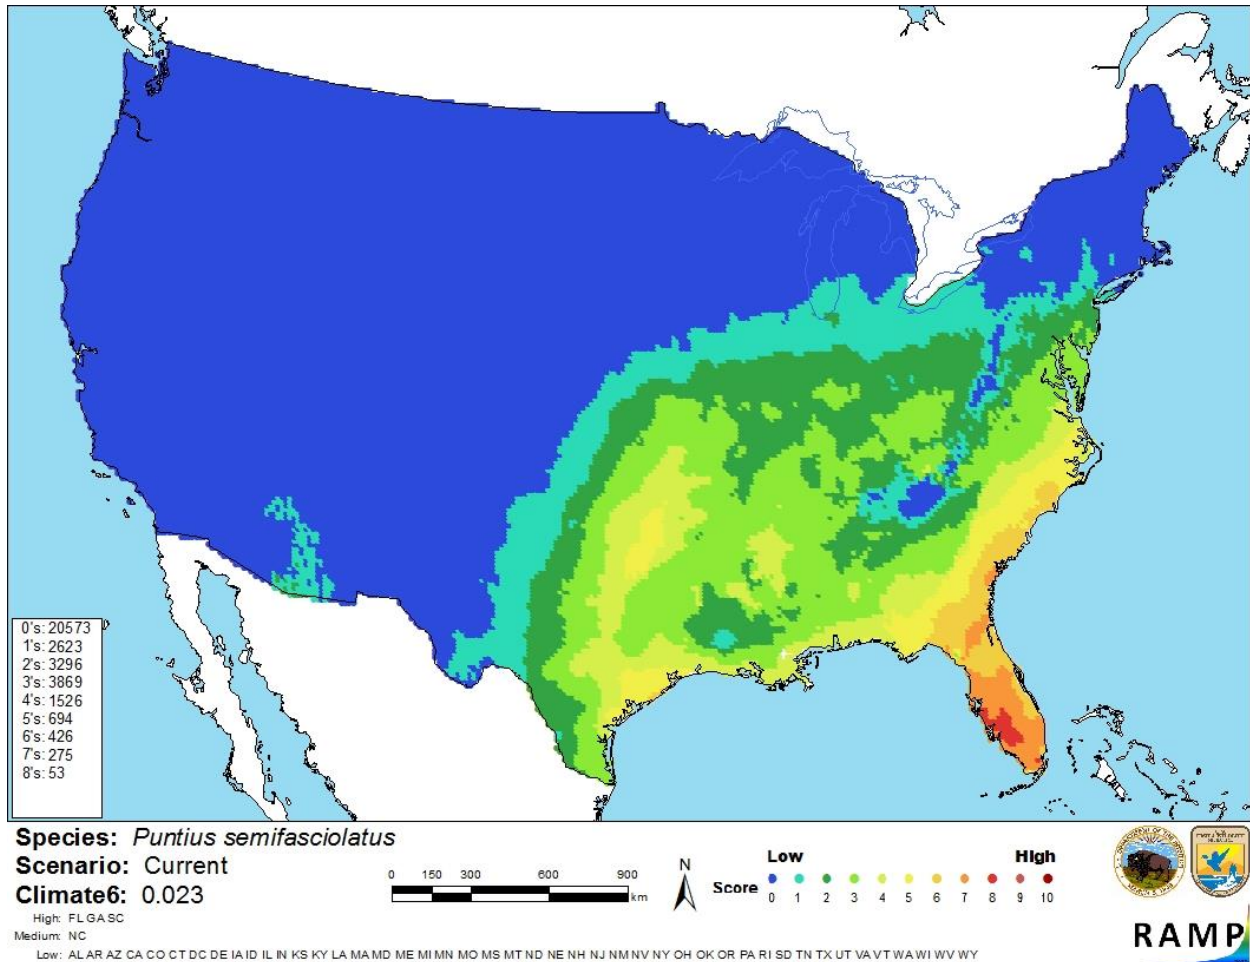 0's: 20573
1's: 2623
2's: 3296
3's: 3869
4's: 1526
5's: 694
6's: 426
7's: 275
8's: 53
Species: Puntius semifasciolatus
Scenario: Current
Climate6: 0.023
High: FL GA SC
Medium: NC
Low: AL AR AZ CA CO CT DC DE IA ID IL IN KS KY LA MA MD ME MI MN MO MS MT ND NE NH NJ NM NV NY OH OK OR PA RI SD TN TX UT VA VT WA WI WV WY
0 150 300 600 900
km
N
Low High
Score
0 1 2 3 4 5 6 7 8 9 10
RAMP